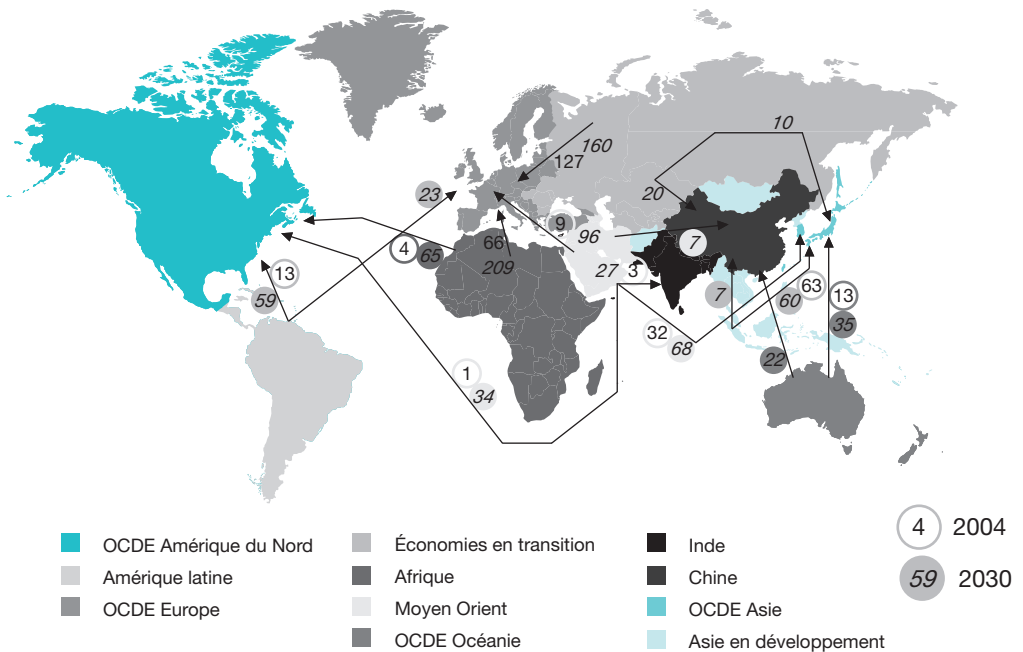 10
160
127
20
23
9
96
7
4
65
66
209
27
3
13
59
7
60
63
13
35
32
68
22
1
34
4 2004
59 2030
OCDE Amérique du Nord
Amérique latine
OCDE Europe
Économies en transition
Afrique
Moyen Orient
OCDE Océanie
Inde
Chine
OCDE Asie
Asie en développement